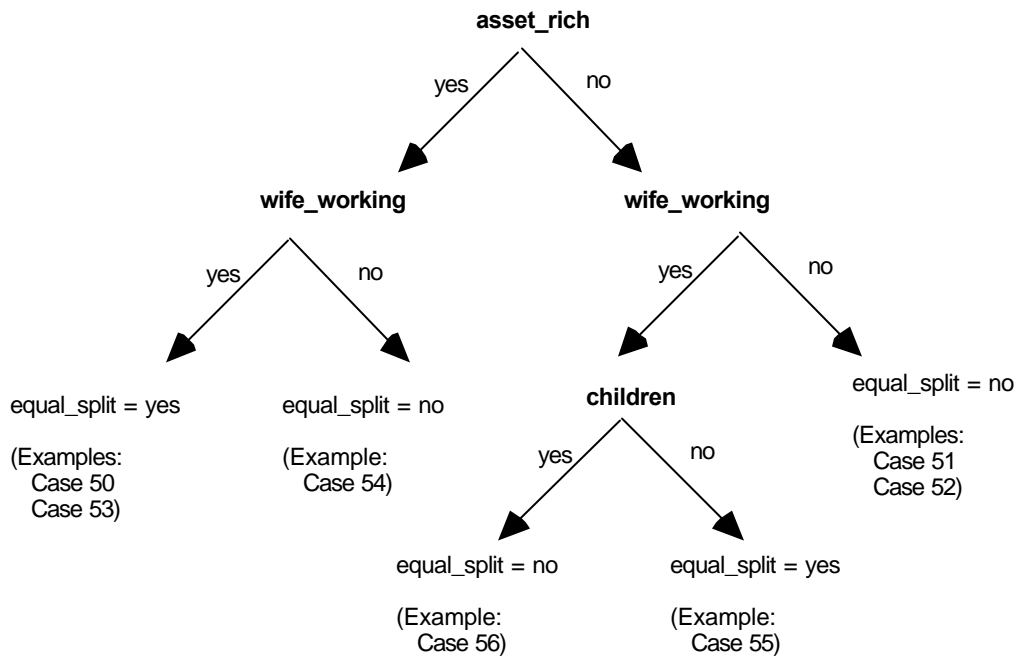 asset_rich
yes
no
wife_working
wife_working
yes
no
yes
no
equal_split = yes
(Examples:
Case 50
Case 53)
equal_split = no
(Example:
Case 54)
children
equal_split = no
(Examples:
Case 51
Case 52)
yes
no
equal_split = no
(Example:
Case 56)
equal_split = yes
(Example:
Case 55)